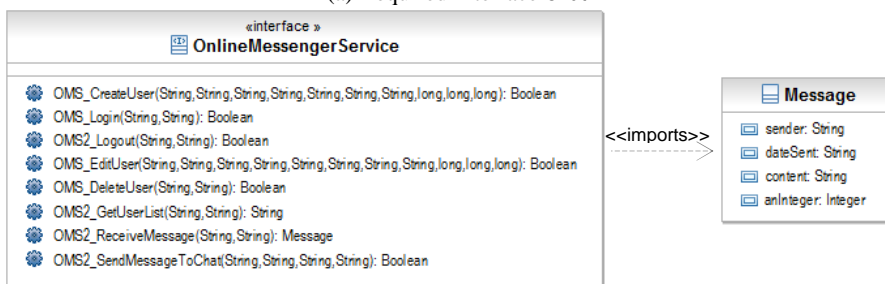 «interface »
OnlineMessengerService
OMS_CreateUser(String,String,String,String,String,String,String,long,long,long): Boolean
OMS_Login(String,String): Boolean
OMS2_Logout(String,String): Boolean
OMS_EditUser(String,String,String,String,String,String,String,String,long,long,long): Boolean
OMS_DeleteUser(String,String): Boolean
OMS2_GetUserList(String,String): String
OMS2_ReceiveMessage(String,String): Message
OMS2_SendMessageToChat(String,String,String,String): Boolean
<<imports>>
Message
sender: String
dateSent: String
content: String
anInteger: Integer